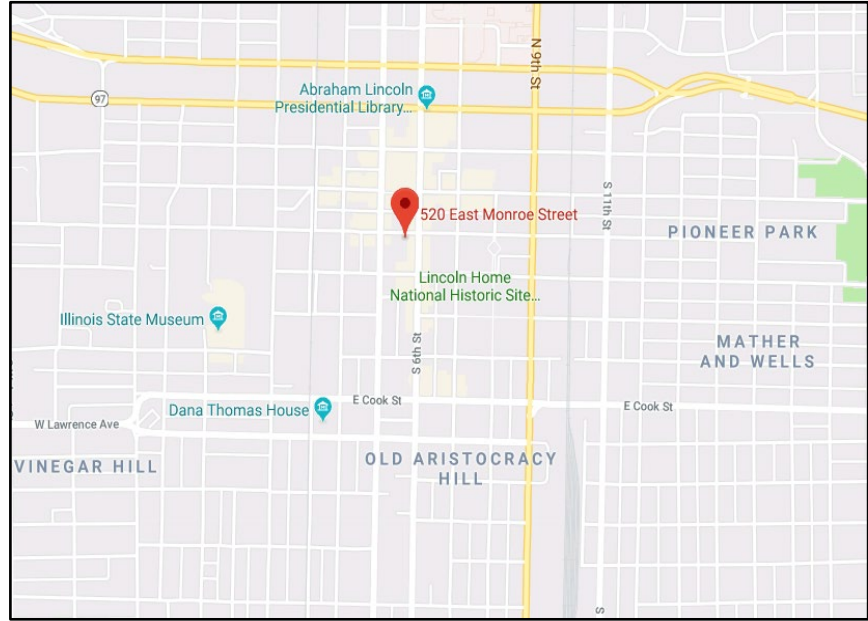 N 9th St
Abraham Lincoln
Presidential Library...
97
S 11th St
520 East Monroe Street
PIONEER PARK
Lincoln Home
National Historic Site...
Illinois State Museum
S 6th St
MATHER
AND WELLS
Dana Thomas House
E Cook St
E Cook St
W Lawrence Ave
VINEGAR HILL
OLD ARISTOCRACY
HILL
S